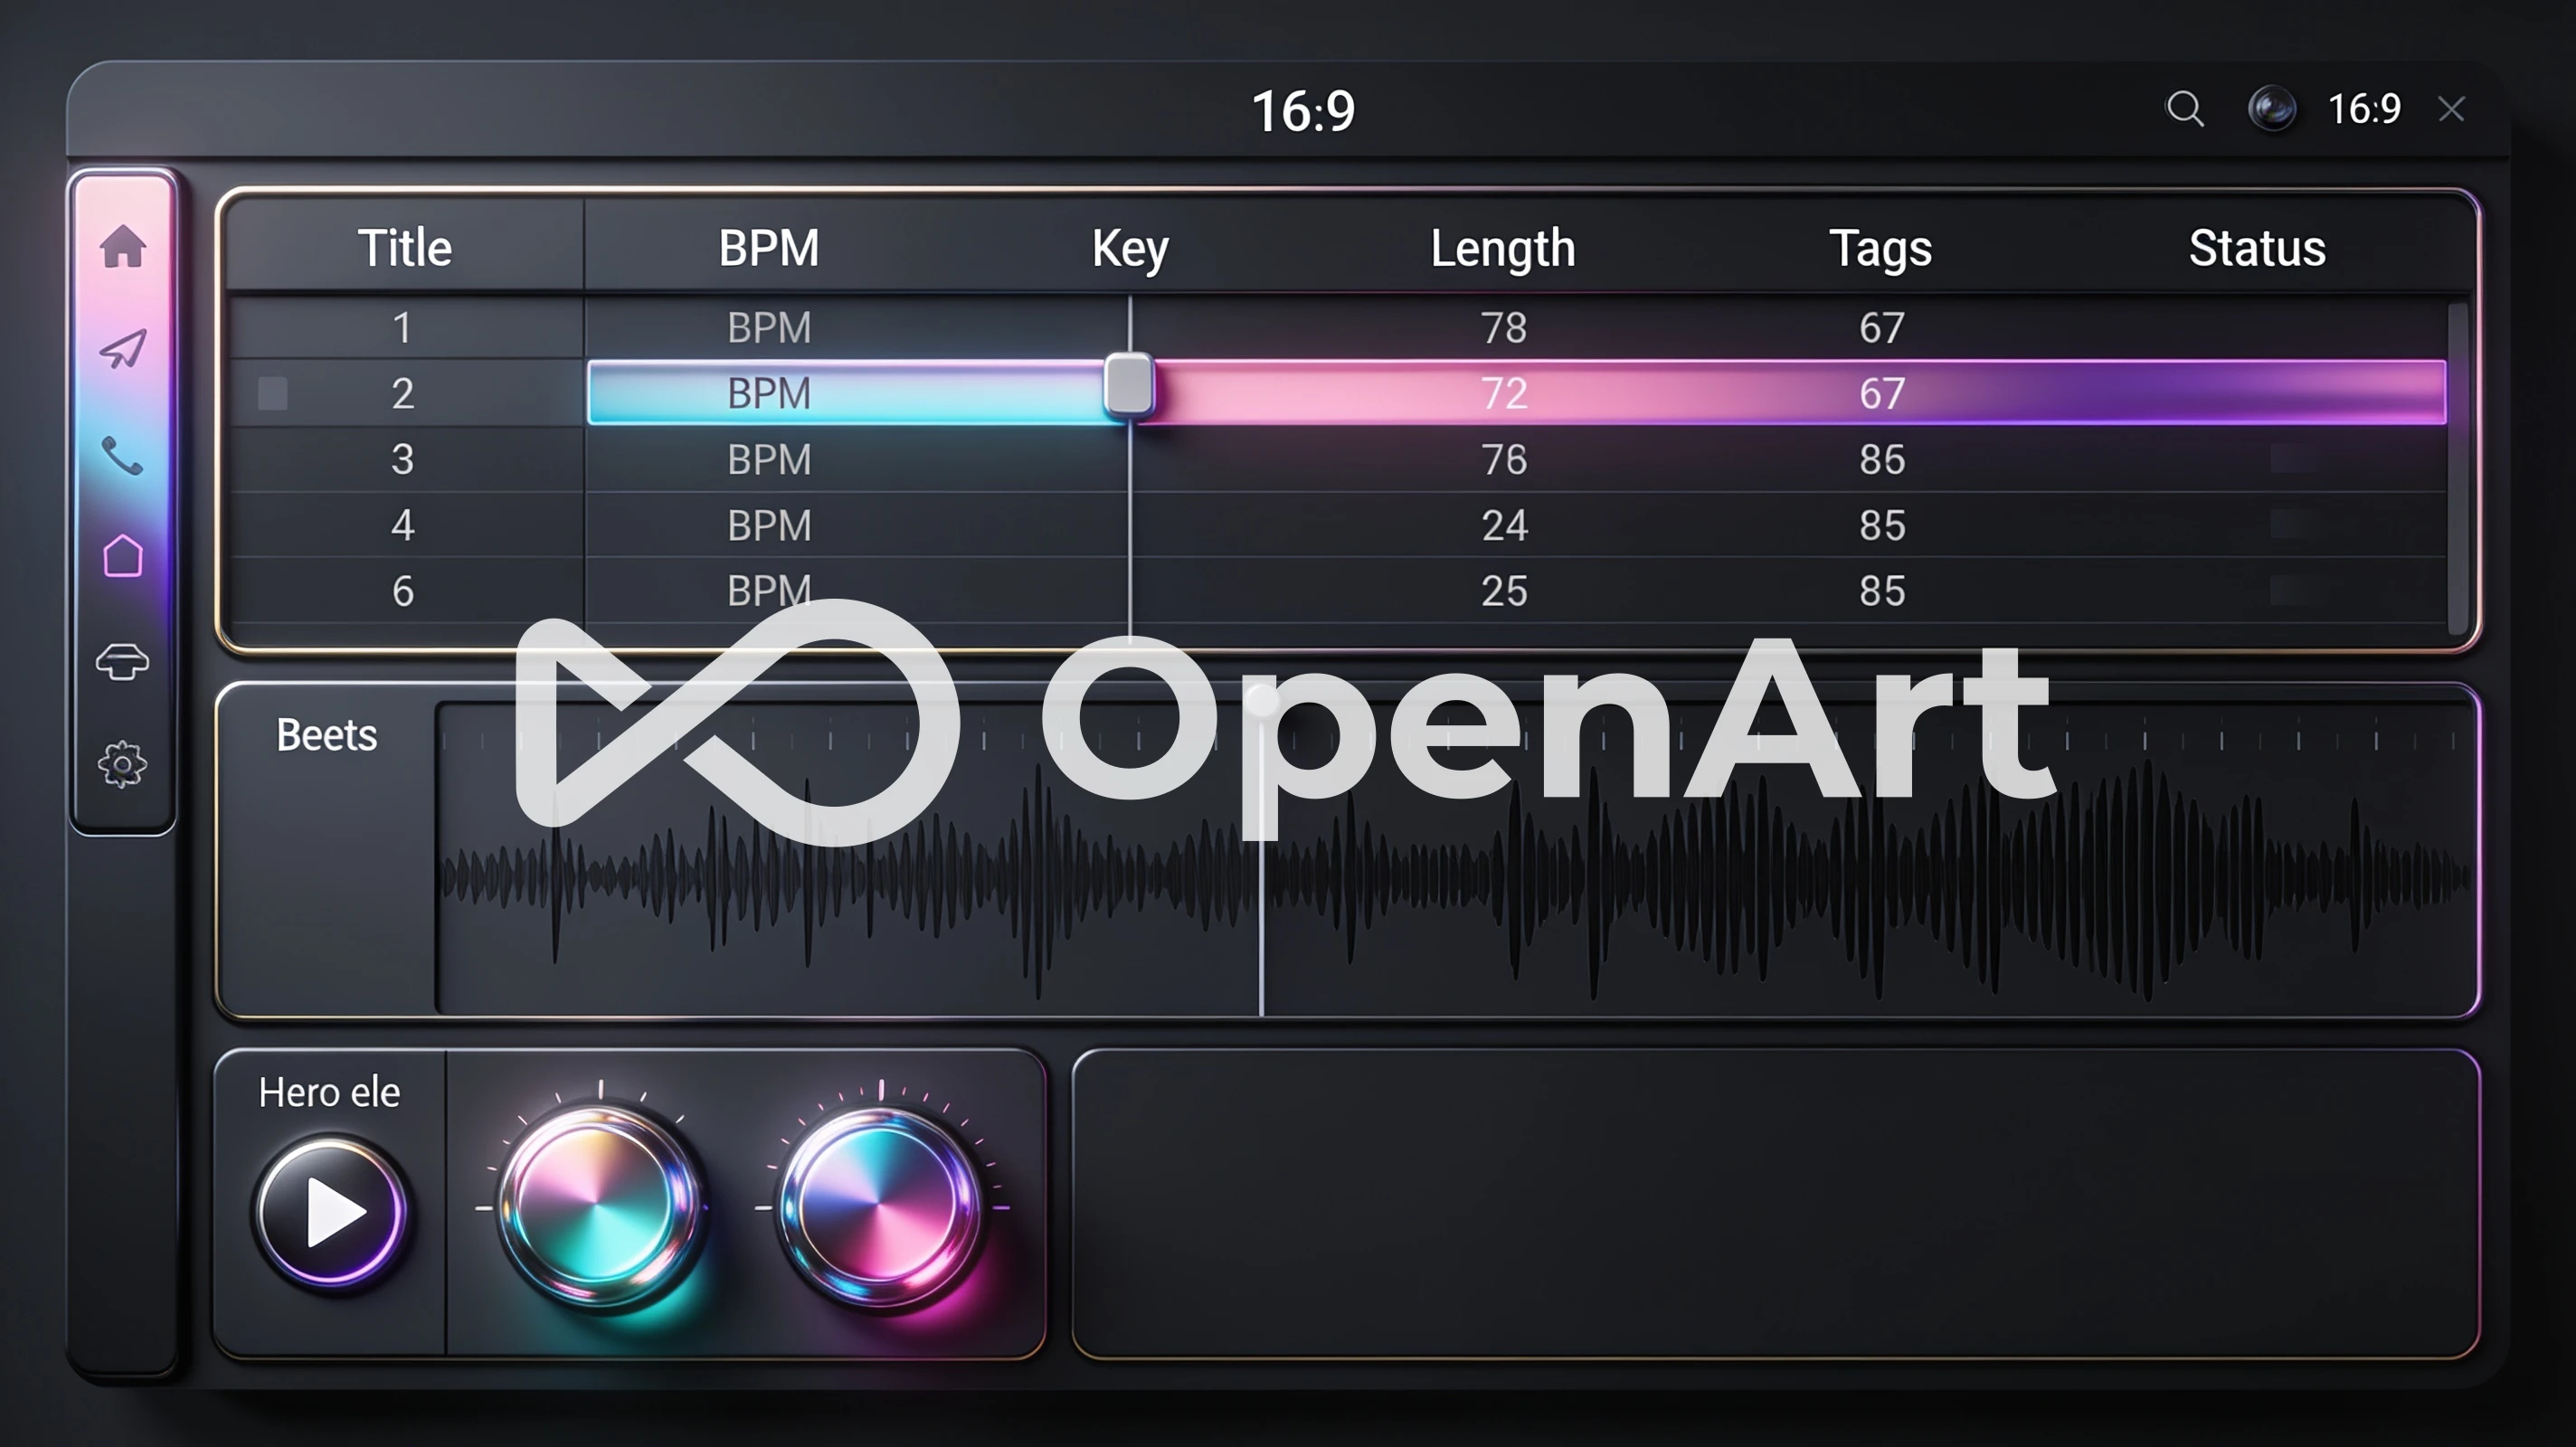 16:9
16:9
Title BPM Key Length Tags Status
1 BPM 78 67
2 BPM 72 67
3 BPM 76 86
4 BPM 24 85
6 BPM 25 85
OpenArt
Beets
Hero ele